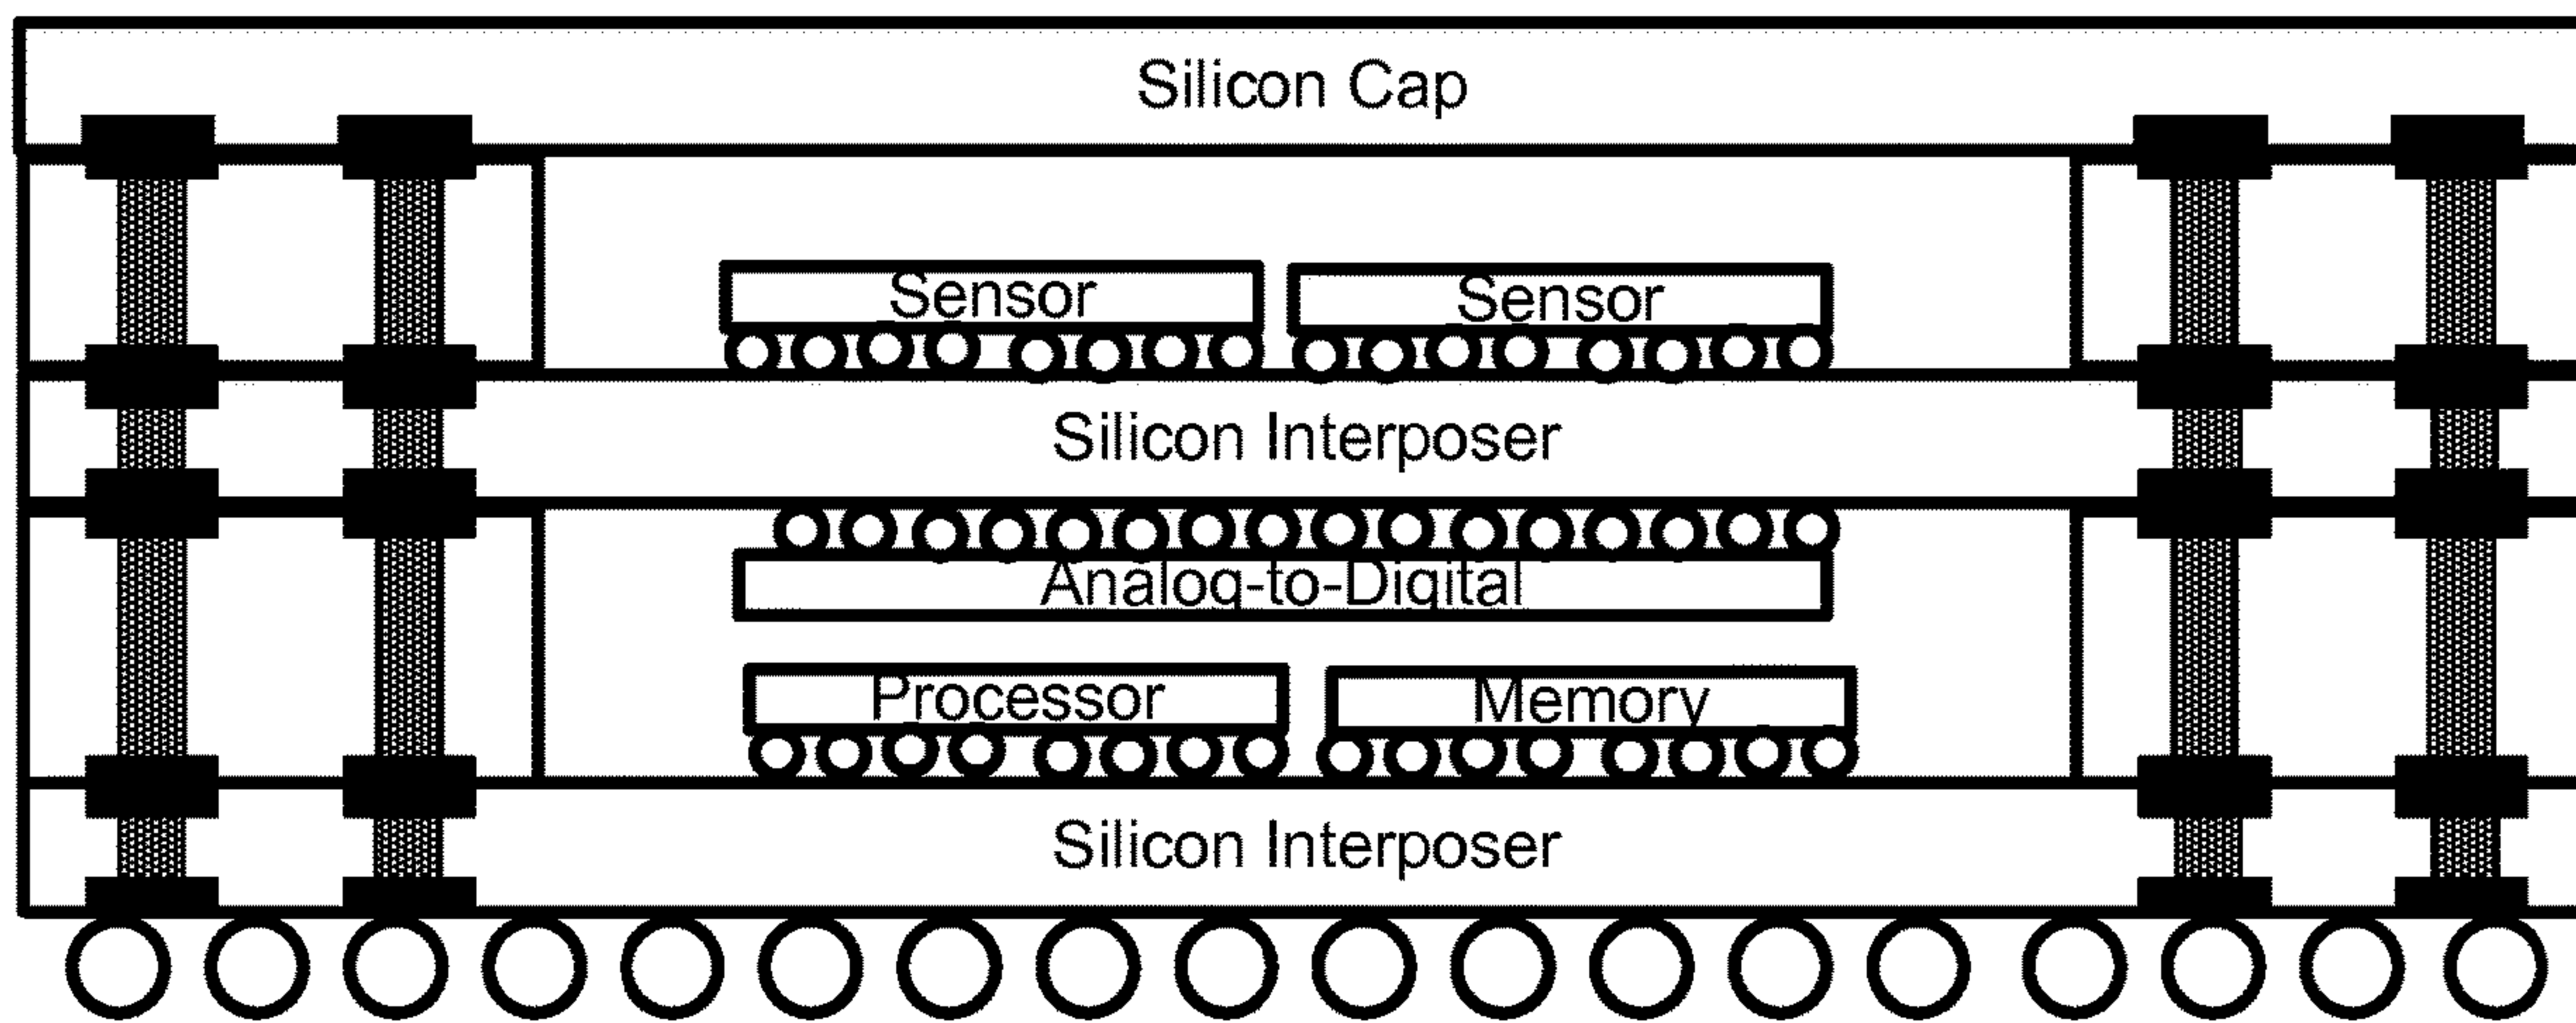 Silicon Cap
Sensor
Sensor
Silicon Interposer
Analog-to-Digital
Processor
Memory
Silicon Interposer